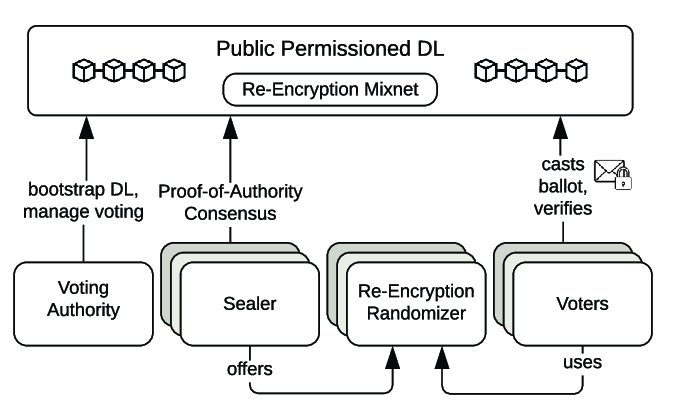 Public Permissioned DL
Re-Encryption Mixnet
bootstrap DL,
manage voting
Proof-of-Authority
Consensus
casts
ballot,
verifies
Voting
Authority
Sealer
Re-Encryption
Randomizer
Voters
offers
uses